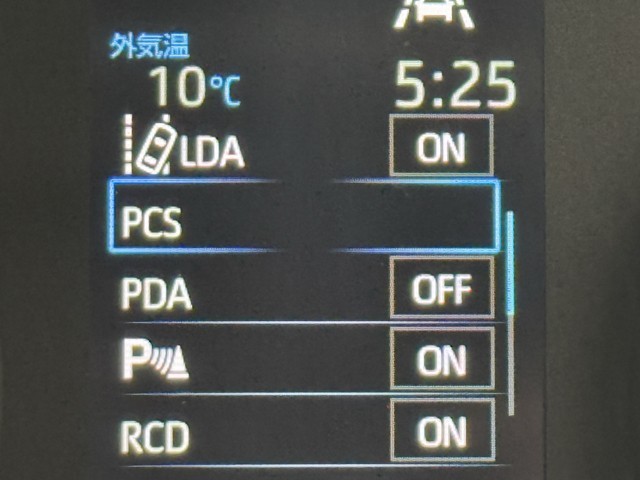 外気温
10℃ 5:25
LDA ON
PCS
PDA OFF
P ON
RCD ON